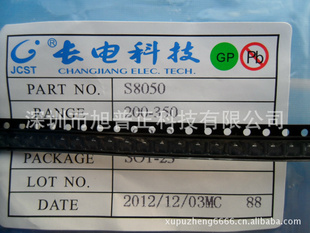 长电科技
GP
Pb
JCST
CHANGJIANG ELEC. TECH.
PART NO. S8050
RANGE 200-350
深圳市旭普正科技有限公司
PACKAGE SOT-23
LOT NO.
DATE 2012/12/03MC 88
xupuzheng6666.cn.alibaba.com